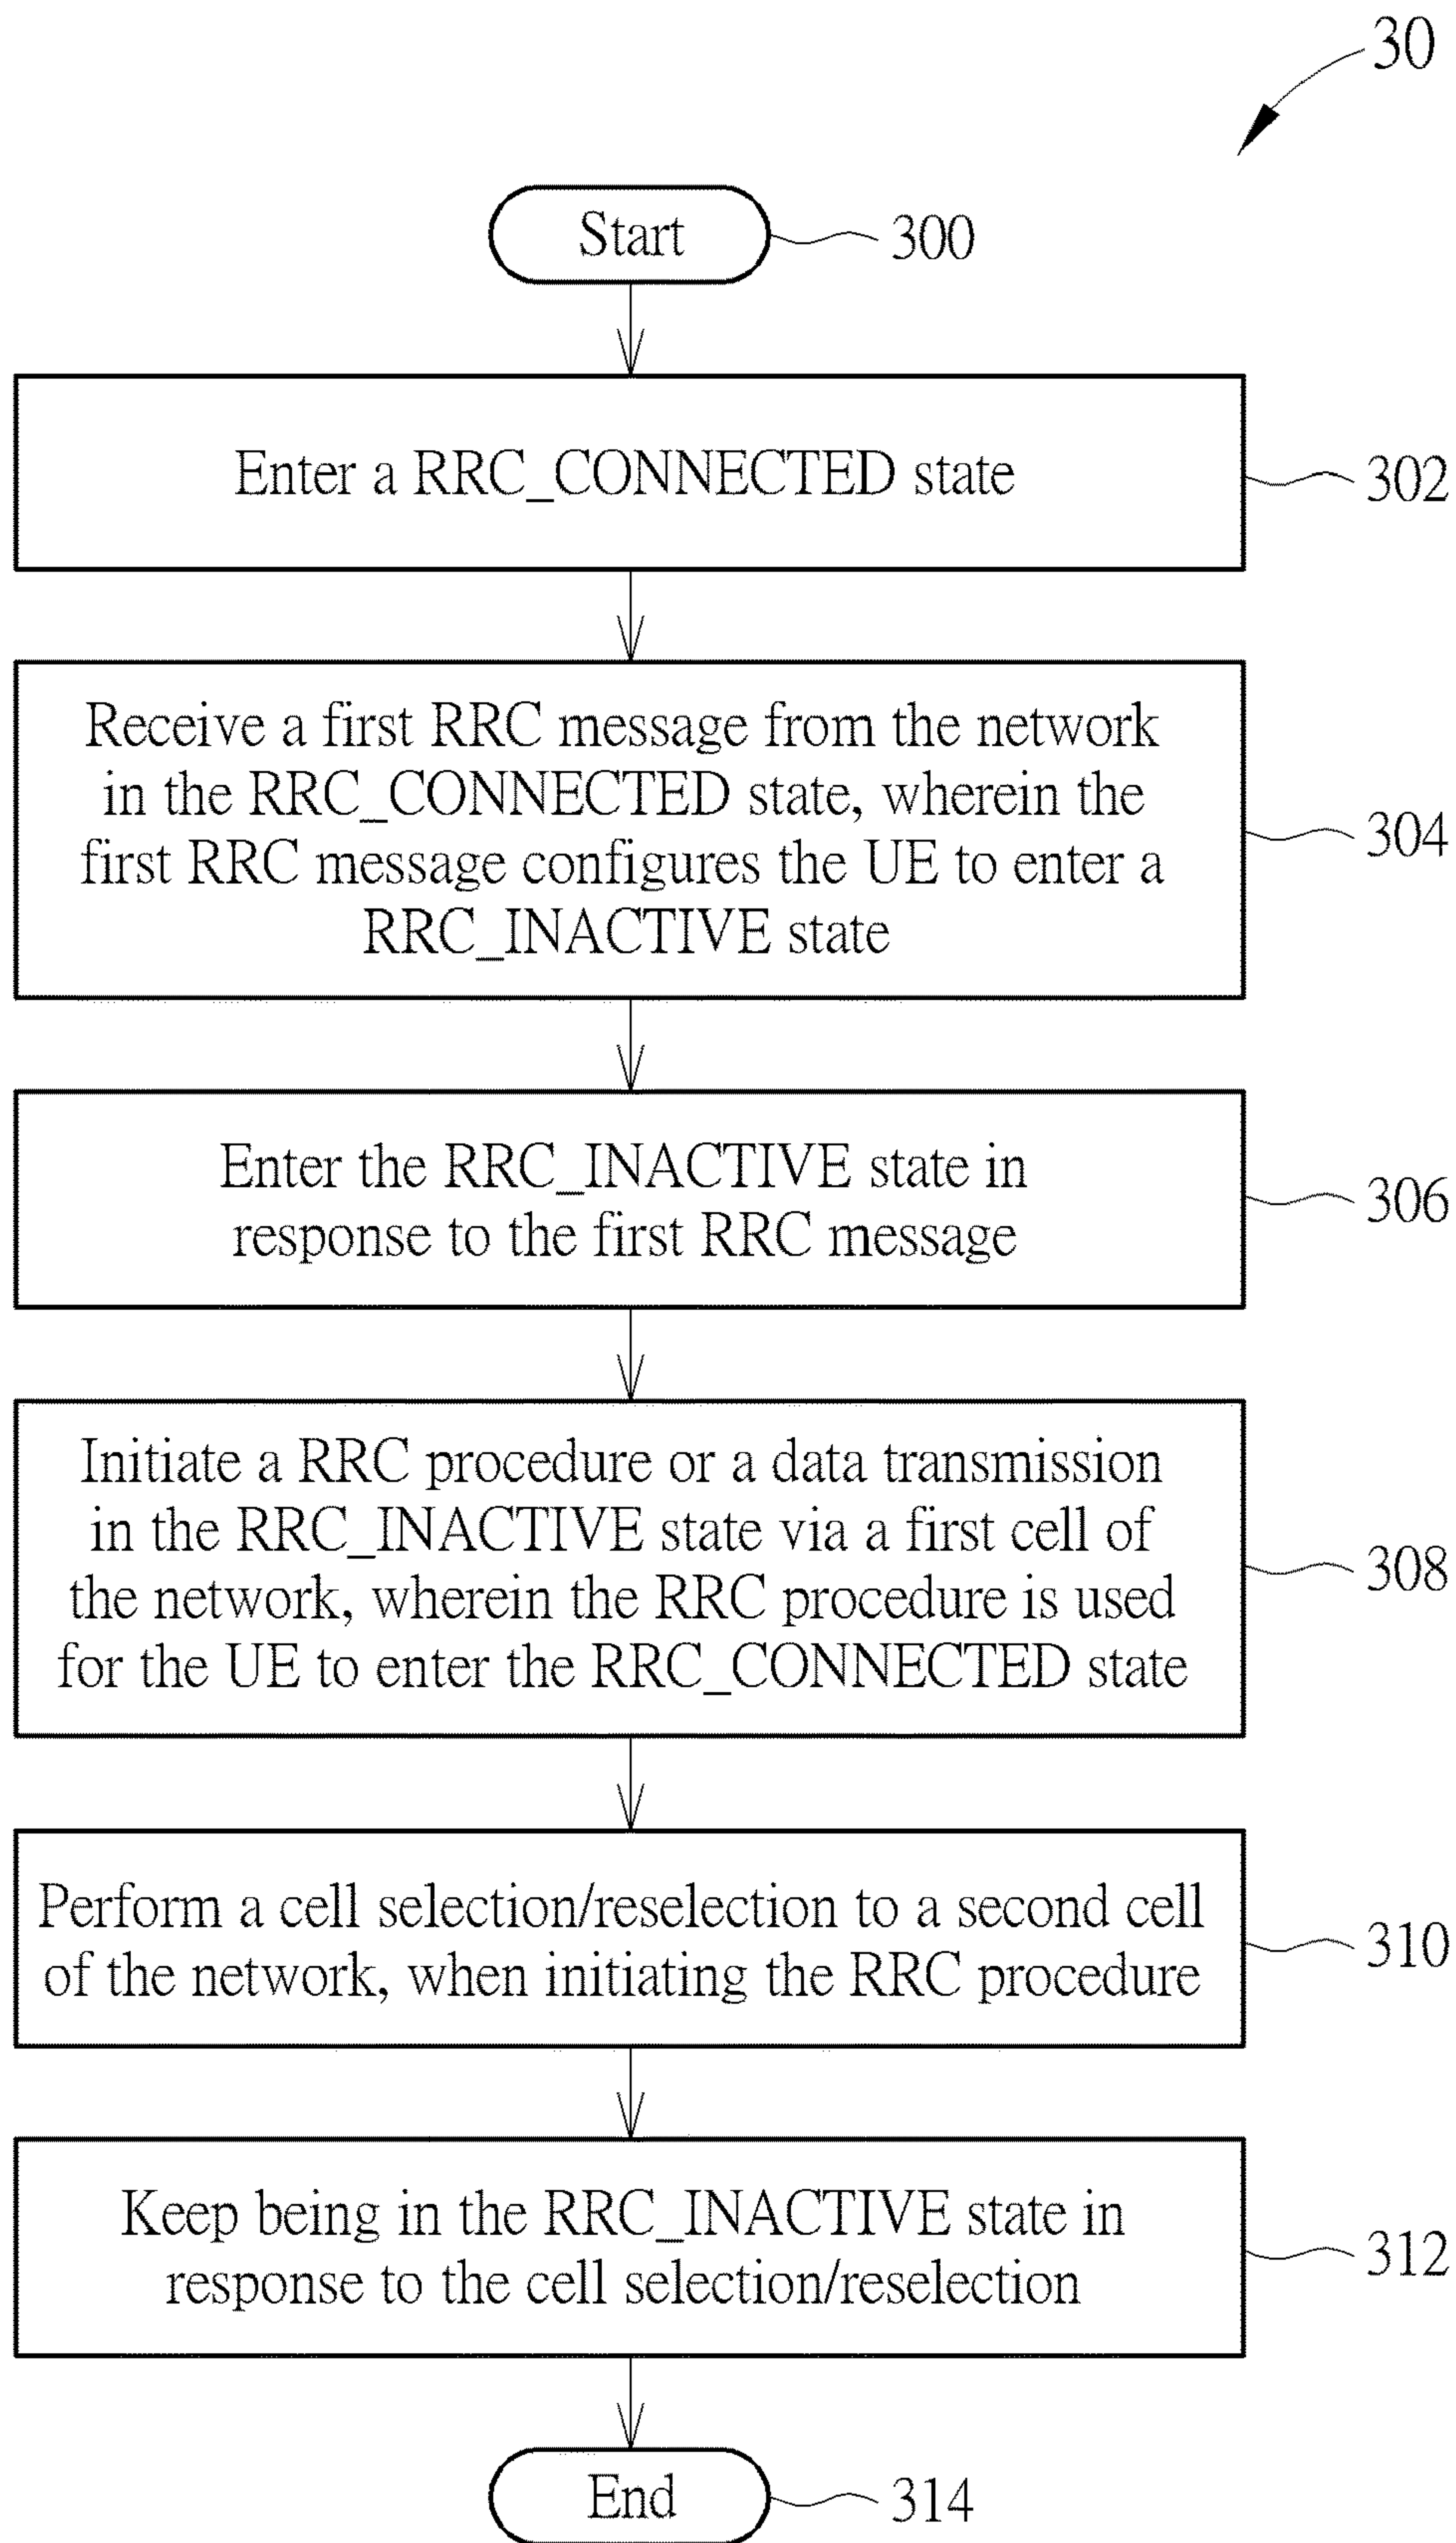 30
Start
300
Enter a RRC_CONNECTED state
302
Receive a first RRC message from the network
in the RRC_CONNECTED state, wherein the
first RRC message configures the UE to enter a
RRC_INACTIVE state
304
Enter the RRC_INACTIVE state in
response to the first RRC message
306
Initiate a RRC procedure or a data transmission
in the RRC_INACTIVE state via a first cell of
the network, wherein the RRC procedure is used
for the UE to enter the RRC_CONNECTED state
308
Perform a cell selection/reselection to a second cell
of the network, when initiating the RRC procedure
310
Keep being in the RRC_INACTIVE state in
response to the cell selection/reselection
312
End
314